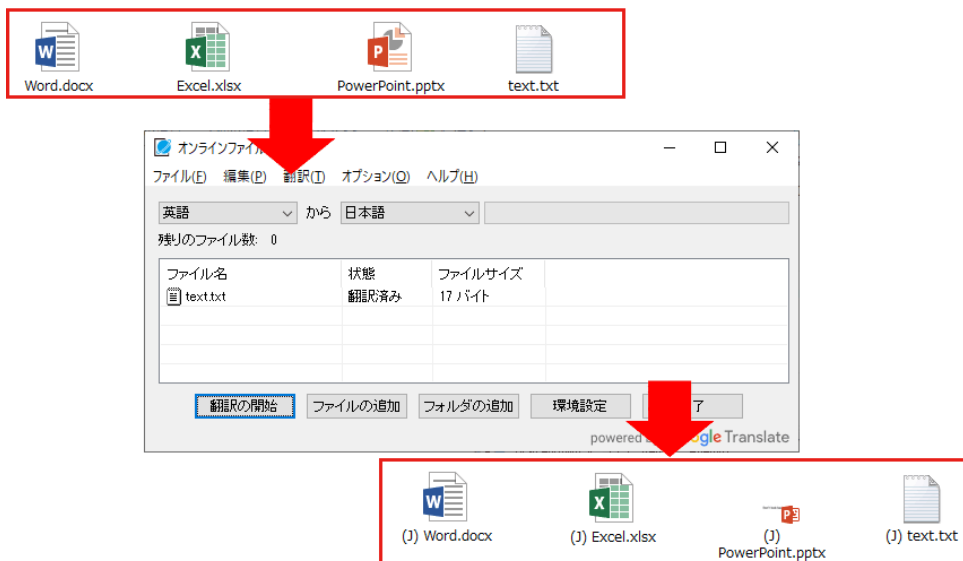 Word.docx
Excel.xlsx
PowerPoint.pptx
text.txt
オンラインファイル
ファイル(F) 編集(P) 翻訳(T) オプション(O) ヘルプ(H)
英語 から 日本語
残りのファイル数: 0
ファイル名 状態 ファイルサイズ
text.txt 翻訳済み 17 バイト
翻訳の開始 ファイルの追加 フォルダの追加 環境設定 了
powered gle Translate
(J) Word.docx
(J) Excel.xlsx
(J)
PowerPoint.pptx
(J) text.txt